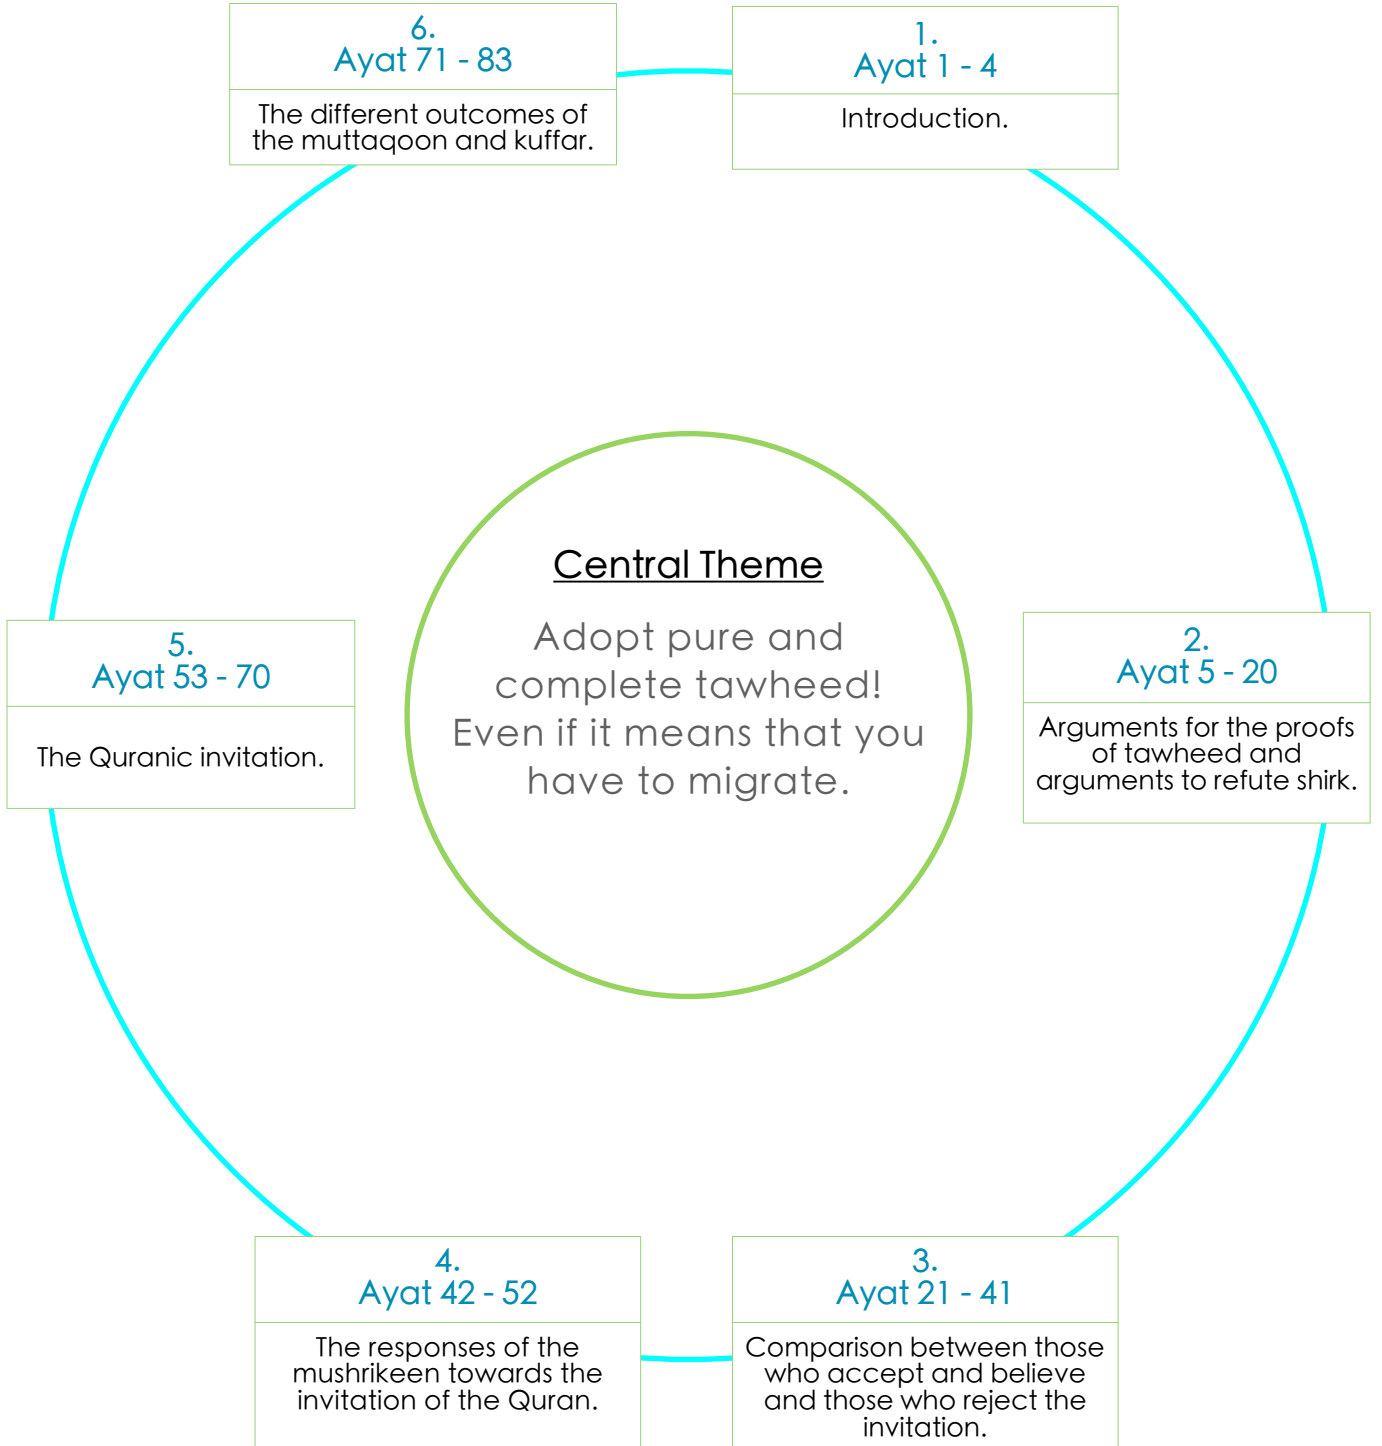 1.
Ayat 1 - 4
Introduction.
2.
Ayat 5 - 20
Arguments for the proofs
of tawheed and
arguments to refute shirk.
3.
Ayat 21 - 41
Comparison between those
who accept and believe
and those who reject the
invitation.
4.
Ayat 42 - 52
The responses of the
mushrikeen towards the
invitation of the Quran.
5.
Ayat 53 - 70
The Quranic invitation.
6.
Ayat 71 - 83
The different outcomes of
the muttaqoon and kuffar.
Central Theme
Adopt pure and
complete tawheed!
Even if it means that you
have to migrate.